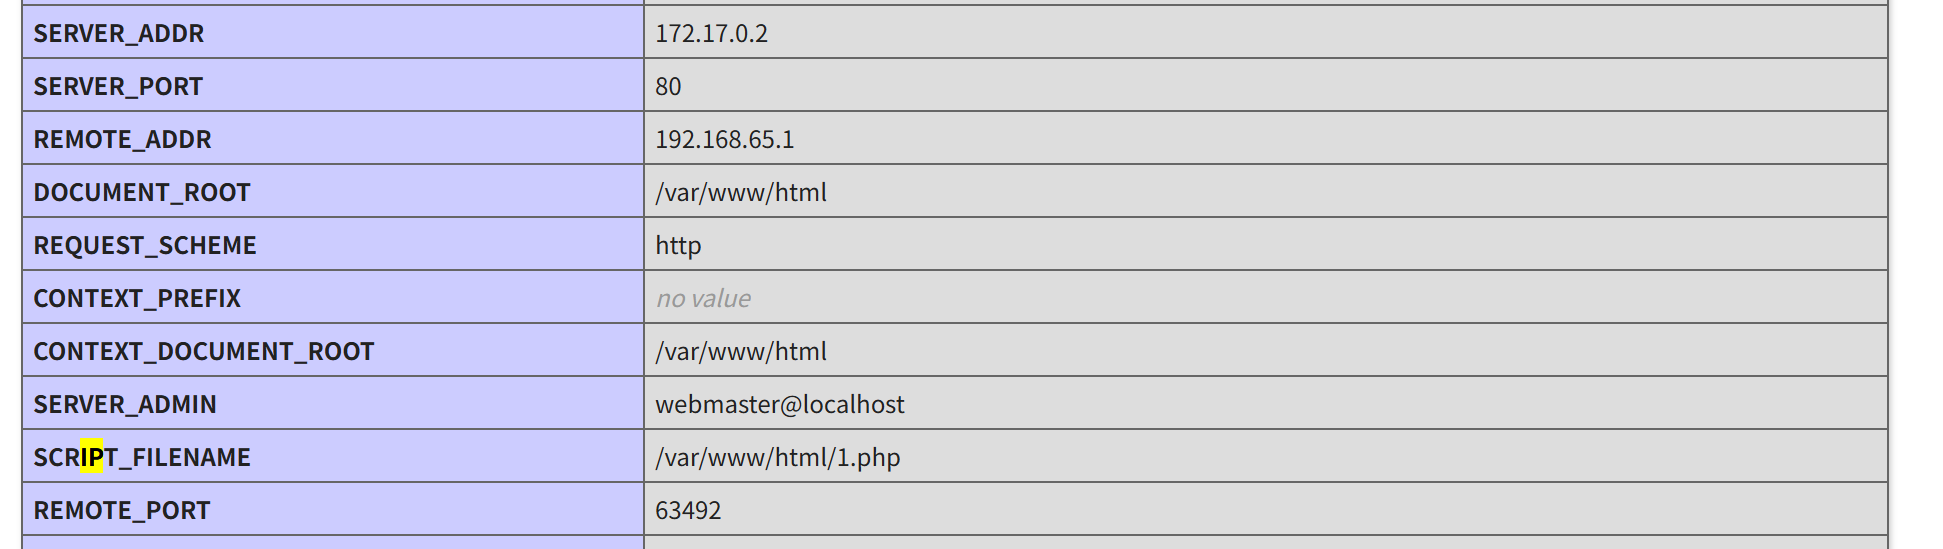 SERVER_ADDR 172.17.0.2
SERVER_PORT 80
REMOTE_ADDR 192.168.65.1
DOCUMENT_ROOT /var/www/html
REQUEST_SCHEME http
CONTEXT_PREFIX no value
CONTEXT_DOCUMENT_ROOT /var/www/html
SERVER_ADMIN webmaster@localhost
SCRIPT_FILENAME /var/www/html/1.php
REMOTE_PORT 63492